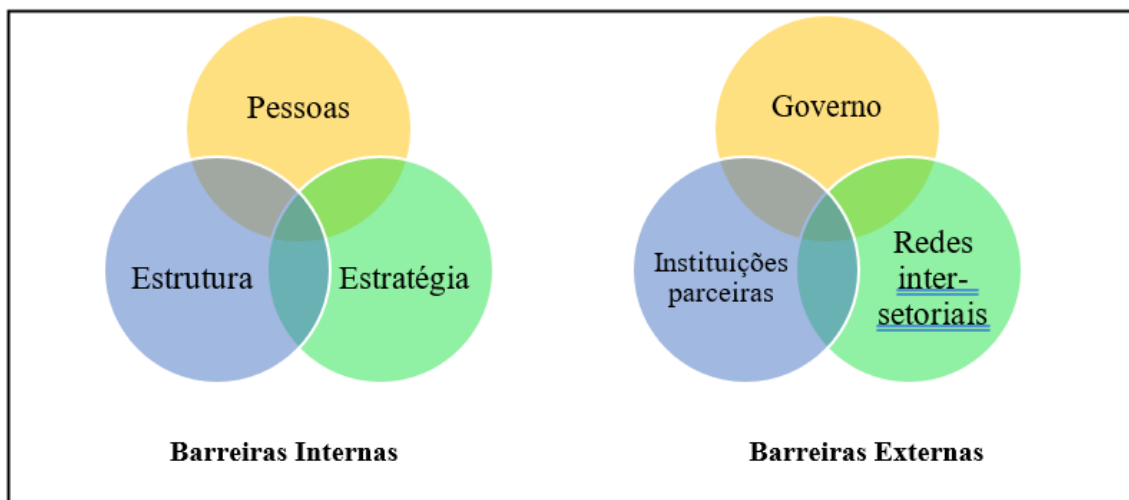 Pessoas
Estrutura
Estratégia
Barreiras Internas
Governo
Instituições
parceiras
Redes
inter-
setoriais
Barreiras Externas